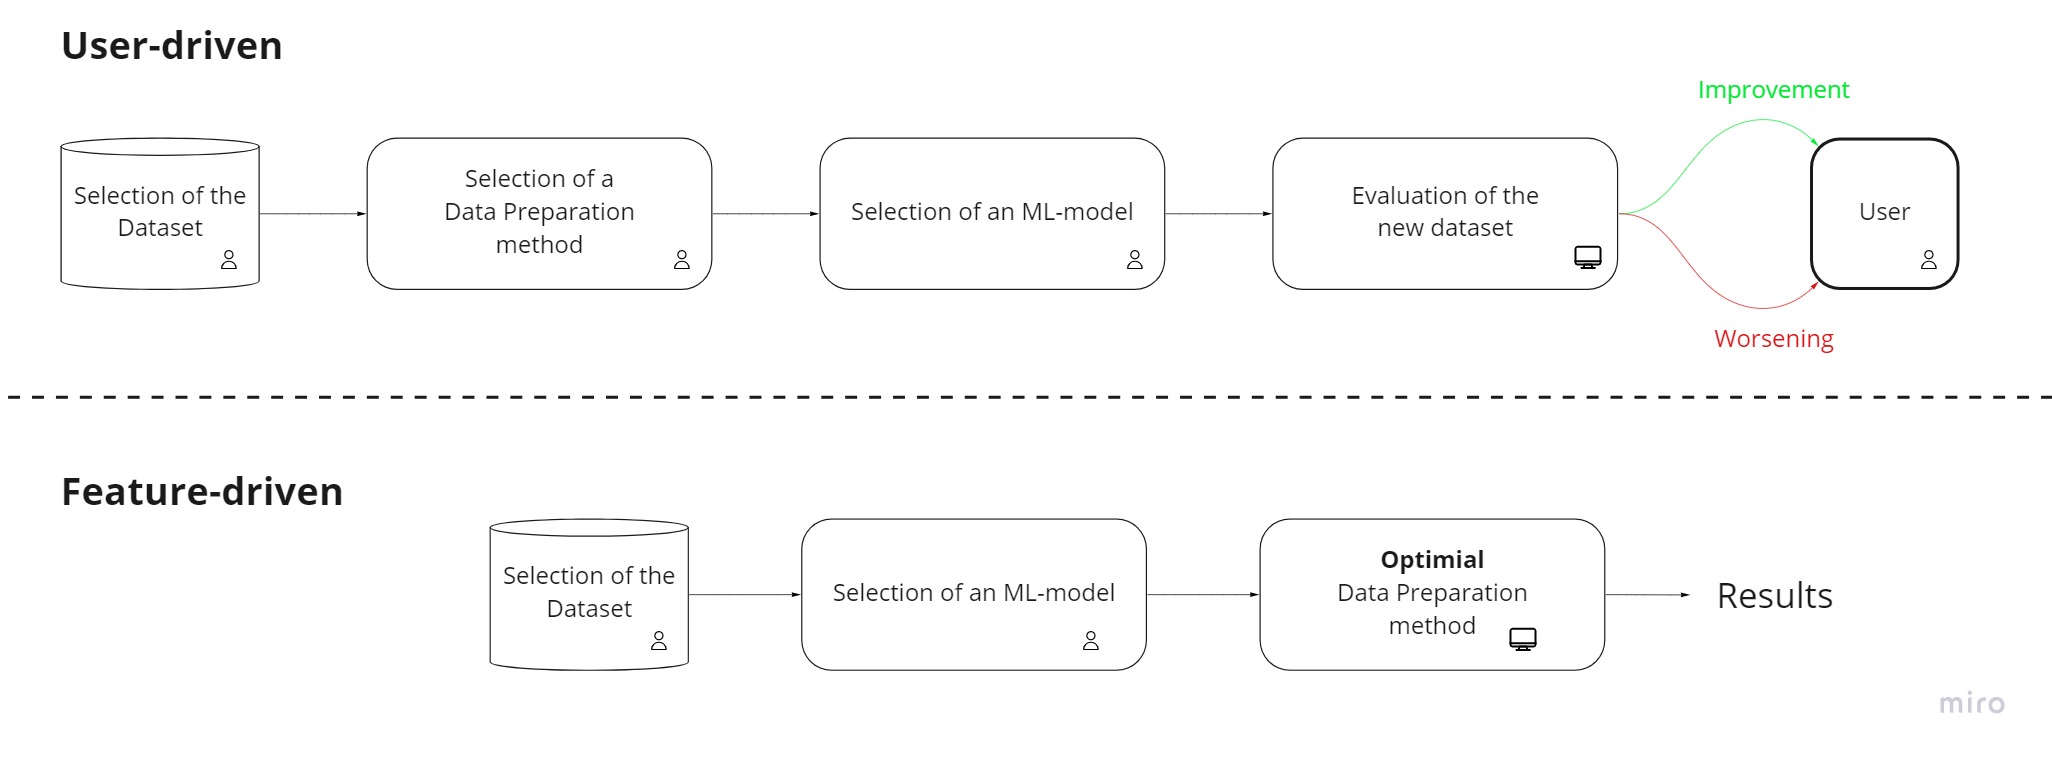 User-driven
Improvement
Selection of the
Dataset
Selection of a
Data Preparation
method
Selection of an ML-model
Evaluation of the
new dataset
User
Worsening
Feature-driven
Selection of the
Dataset
Selection of an ML-model
Optimial
Data Preparation
method
Results
miro